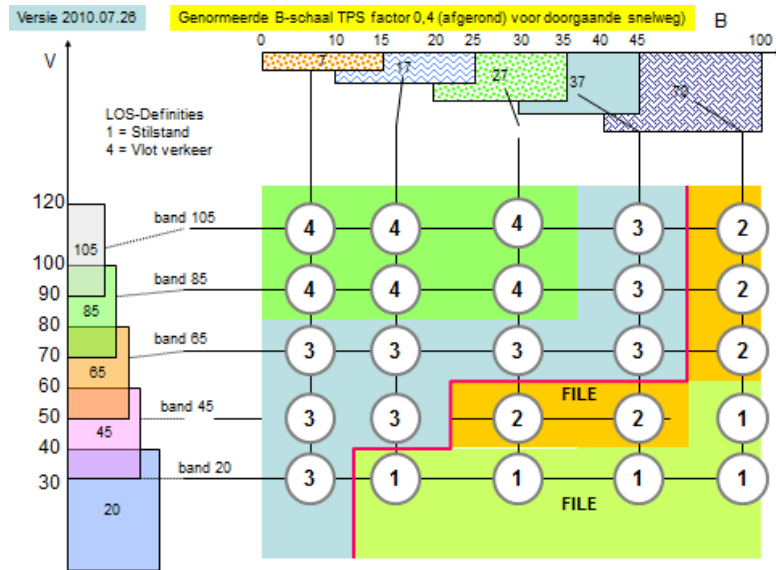 Versie 2010.07.26
Genormeerde B-schaal TPS factor 0,4 (afgerond) voor doorgaande snelweg
B
0 10 15 20 25 30 35 40 45 100
V
7 17 27 37 70
LOS-Definities
1 = Stilstand
4 = Vlot verkeer
120
105 band 105 4 4 4 3 2
100
90
85 band 85 4 4 4 3 2
80
70
65 band 65 3 3 3 3 2
60
FILE
50
45 band 45 3 3 2 2 1
40
30
20 band 20 3 1 1 1 1
FILE